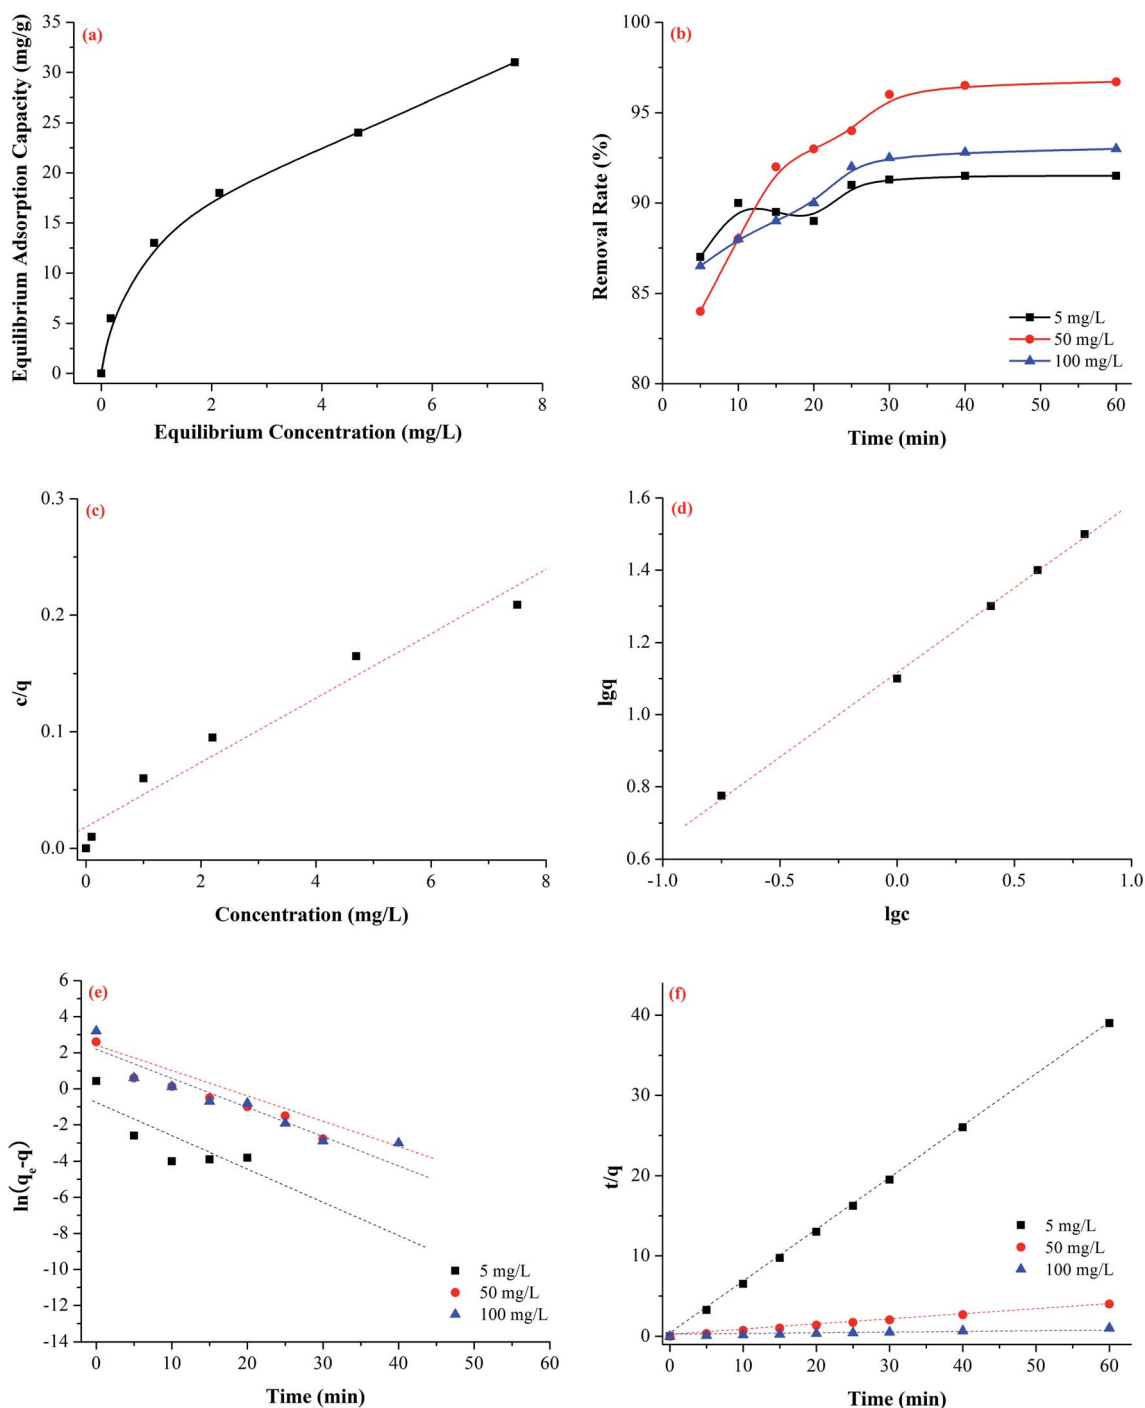 (a)
35
30
25
20
15
10
5
0
0 2 4 6 8
Equilibrium Adsorption Capacity (mg/g)
Equilibrium Concentration (mg/L)
(b)
100
95
90
85
80
10 20 30 40 50 60
Removal Rate (%)
Time (min)
5 mg/L
50 mg/L
100 mg/L
(c)
0.3
0.2
0.1
0.0
0 2 4 6 8
c/q
Concentration (mg/L)
(d)
1.6
1.4
1.2
1.0
0.8
0.6
-1.0 -0.5 0.0 0.5 1.0
lgq
lgc
(e)
6
4
2
0
-2
-4
-6
-8
-10
-12
-14
0 10 20 30 40 50 60
ln(qe-q)
Time (min)
5 mg/L
50 mg/L
100 mg/L
(f)
40
30
20
10
0
0 10 20 30 40 50 60
t/q
Time (min)
5 mg/L
50 mg/L
100 mg/L